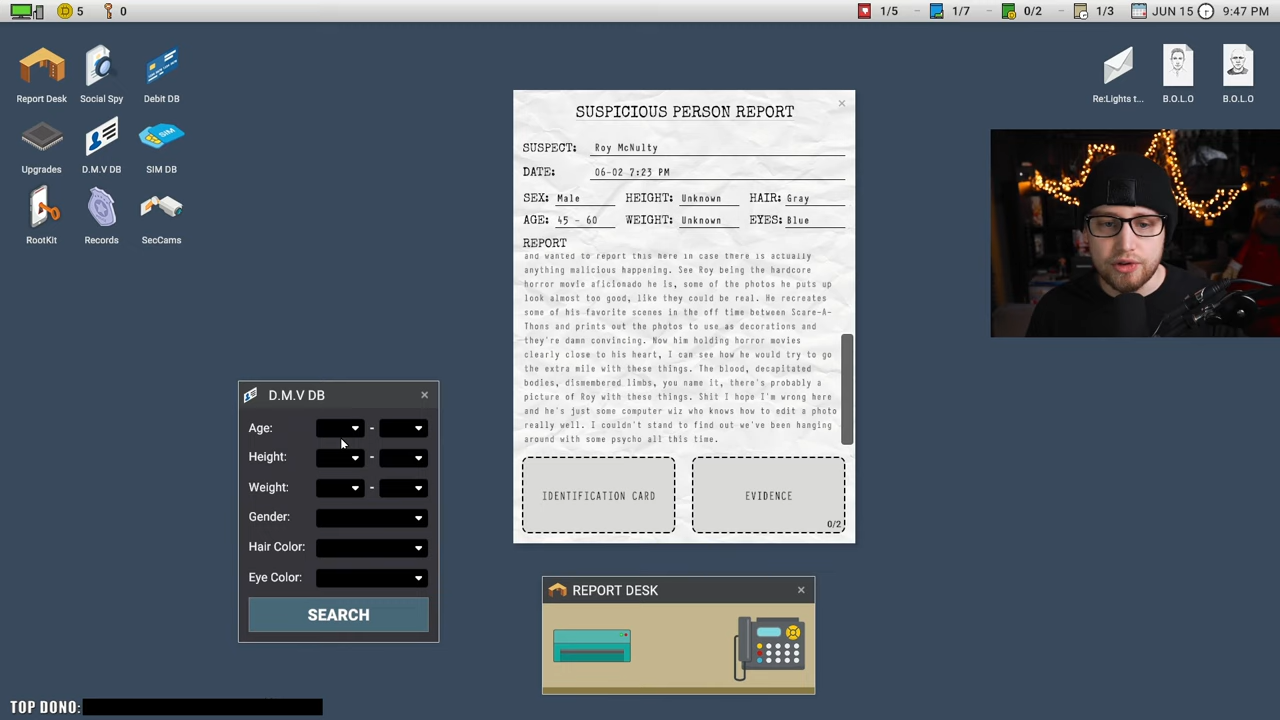 5
0
1/5
1/7
0/2
1/3
JUN 15
9:47 PM
Report Desk
Social Spy
Debit DB
Upgrades
D.M.V DB
SIM DB
SIM
RootKit
Records
SecCams
Re:Lights t...
B.O.L.O
B.O.L.O
SUSPICIOUS PERSON REPORT
SUSPECT: Roy McNulty
DATE: 06-02 7:23 PM
SEX: Male HEIGHT: Unknown HAIR: Gray
AGE: 45 - 60 WEIGHT: Unknown EYES: Blue
REPORT
and wanted to report this here in case there is actually
anything malicious happening. See Roy being the hardcore
horror movie aficionado he is, some of the photos he puts up
look almost too good, like they could be real. He recreates
some of his favorite scenes in the off time between Scare-A-
Thons and prints out the photos to use as decorations and
they're damn convincing. Now him holding horror movies
clearly close to his heart, I can see how he would try to go
the extra mile with these things. The blood, decapitated
bodies, dismembered limbs, you name it, there's probably a
picture of Roy with these things. Shit I hope I'm wrong here
and he's just some computer wiz who knows how to edit a photo
really well. I couldn't stand to find out we've been hanging
around with some psycho all this time.
IDENTIFICATION CARD
EVIDENCE
0/2
D.M.V DB
Age: -
Height: -
Weight: -
Gender:
Hair Color:
Eye Color:
SEARCH
REPORT DESK
TOP DONO: